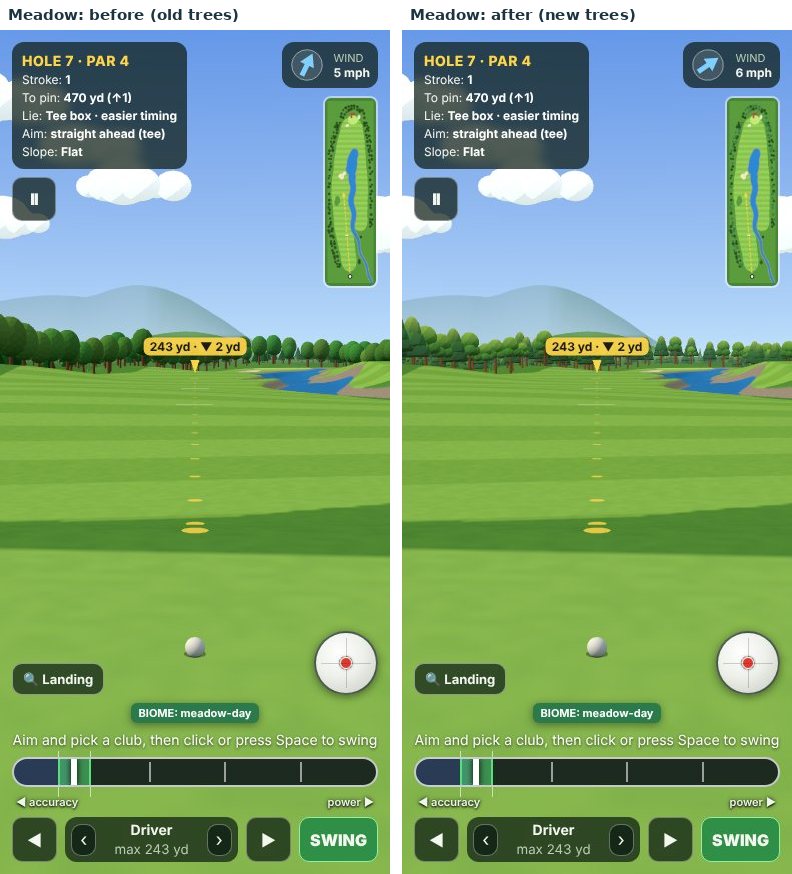 Meadow: before (old trees)
HOLE 7 · PAR 4
Stroke: 1
To pin: 470 yd (↑1)
Lie: Tee box · easier timing
Aim: straight ahead (tee)
Slope: Flat
WIND
5 mph
243 yd · ▼ 2 yd
🔍 Landing
BIOME: meadow-day
Aim and pick a club, then click or press Space to swing
◀ accuracy
power ▶
◀
‹
Driver
max 243 yd
›
▶
SWING
Meadow: after (new trees)
HOLE 7 · PAR 4
Stroke: 1
To pin: 470 yd (↑1)
Lie: Tee box · easier timing
Aim: straight ahead (tee)
Slope: Flat
WIND
6 mph
243 yd · ▼ 2 yd
🔍 Landing
BIOME: meadow-day
Aim and pick a club, then click or press Space to swing
◀ accuracy
power ▶
◀
‹
Driver
max 243 yd
›
▶
SWING